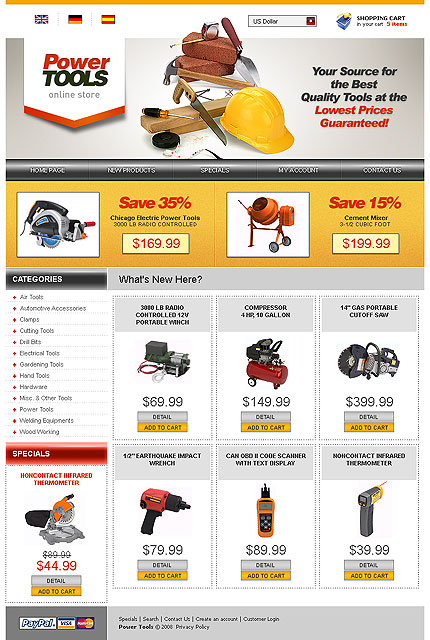 US Dollar
SHOPPING CART
in your cart 5 items
Power
TOOLS
online store
Your Source for
the Best
Quality Tools at the
Lowest Prices
Guaranteed!
HOME PAGE
NEW PRODUCTS
SPECIALS
MY ACCOUNT
CONTACT US
Save 35%
Chicago Electric Power Tools
3000 LB RADIO CONTROLLED
$169.99
Save 15%
Cement Mixer
3-1/2 CUBIC FOOT
$199.99
CATEGORIES
Air Tools
Automotive Accessories
Clamps
Cutting Tools
Drill Bits
Electrical Tools
Gardening Tools
Hand Tools
Hardware
Misc. & Other Tools
Power Tools
Welding Equipments
Wood Working
SPECIALS
NONCONTACT INFRARED
THERMOMETER
$89.99
$44.99
DETAIL
ADD TO CART
What's New Here?
3000 LB RADIO
CONTROLLED 12V
PORTABLE WINCH
$69.99
DETAIL
ADD TO CART
COMPRESSOR
4 HP, 10 GALLON
$149.99
DETAIL
ADD TO CART
14" GAS PORTABLE
CUTOFF SAW
$399.99
DETAIL
ADD TO CART
1/2" EARTHQUAKE IMPACT
WRENCH
$79.99
DETAIL
ADD TO CART
CAN OBD II CODE SCANNER
WITH TEXT DISPLAY
$89.99
DETAIL
ADD TO CART
NONCONTACT INFRARED
THERMOMETER
$39.99
DETAIL
ADD TO CART
PayPal VISA MasterCard
Specials | Search | Contact Us | Create an account | Customer Login
Power Tools © 2008 Privacy Policy